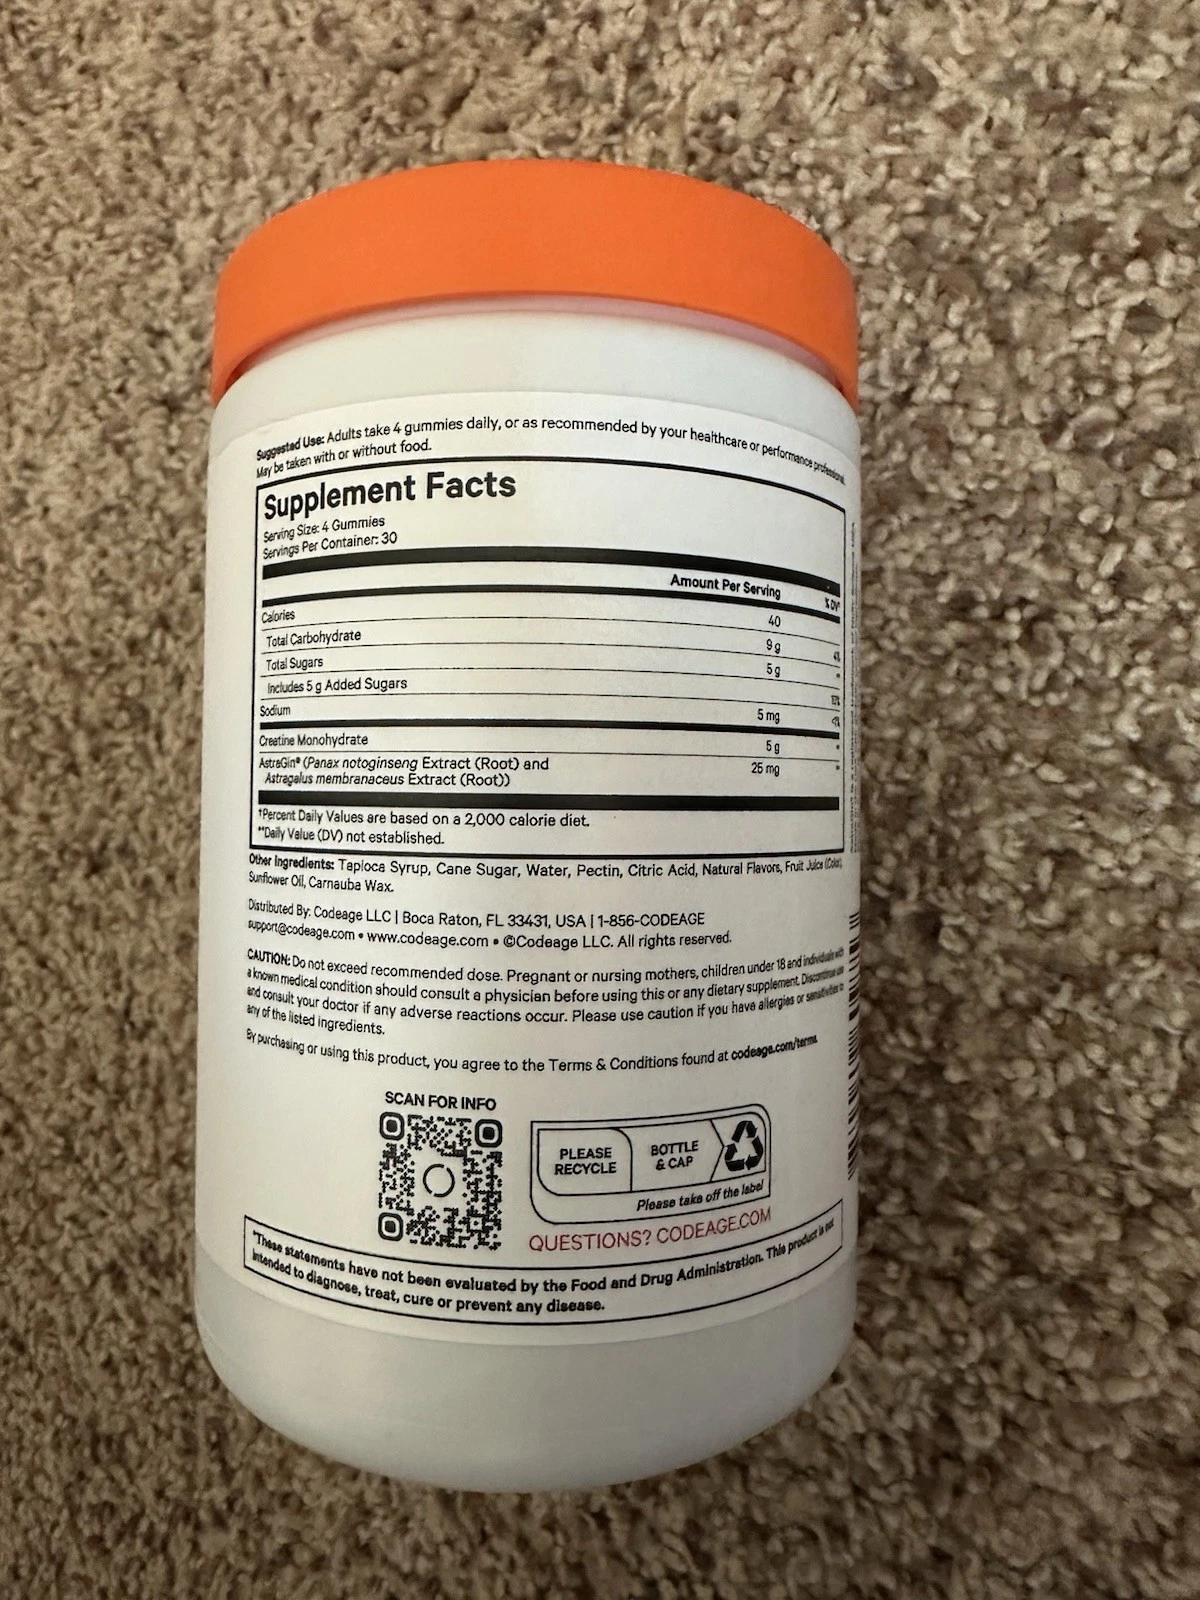 Suggested Use: Adults take 4 gummies daily, or as recommended by your healthcare or performance professional.
May be taken with or without food.
Supplement Facts
Serving Size: 4 Gummies
Servings Per Container: 30
Amount Per Serving % DV†
Calories 40
Total Carbohydrate 9 g
Total Sugars 5 g
Includes 5 g Added Sugars
Sodium 5 mg <1%
Creatine Monohydrate 5 g
AstraGin® (Panax notoginseng Extract (Root) and 25 mg
Astragalus membranaceus Extract (Root))
†Percent Daily Values are based on a 2,000 calorie diet.
**Daily Value (DV) not established.
Other Ingredients: Tapioca Syrup, Cane Sugar, Water, Pectin, Citric Acid, Natural Flavors, Fruit Juice (Color),
Sunflower Oil, Carnauba Wax.
Distributed By: Codeage LLC | Boca Raton, FL 33431, USA | 1-856-CODEAGE
support@codeage.com • www.codeage.com • ©Codeage LLC. All rights reserved.
CAUTION: Do not exceed recommended dose. Pregnant or nursing mothers, children under 18 and individuals with
a known medical condition should consult a physician before using this or any dietary supplement. Discontinue use
and consult your doctor if any adverse reactions occur. Please use caution if you have allergies or sensitivities to
any of the listed ingredients.
By purchasing or using this product, you agree to the Terms & Conditions found at codeage.com/terms.
SCAN FOR INFO
PLEASE
RECYCLE
BOTTLE
& CAP
Please take off the label
QUESTIONS? CODEAGE.COM
*These statements have not been evaluated by the Food and Drug Administration. This product is not
intended to diagnose, treat, cure or prevent any disease.